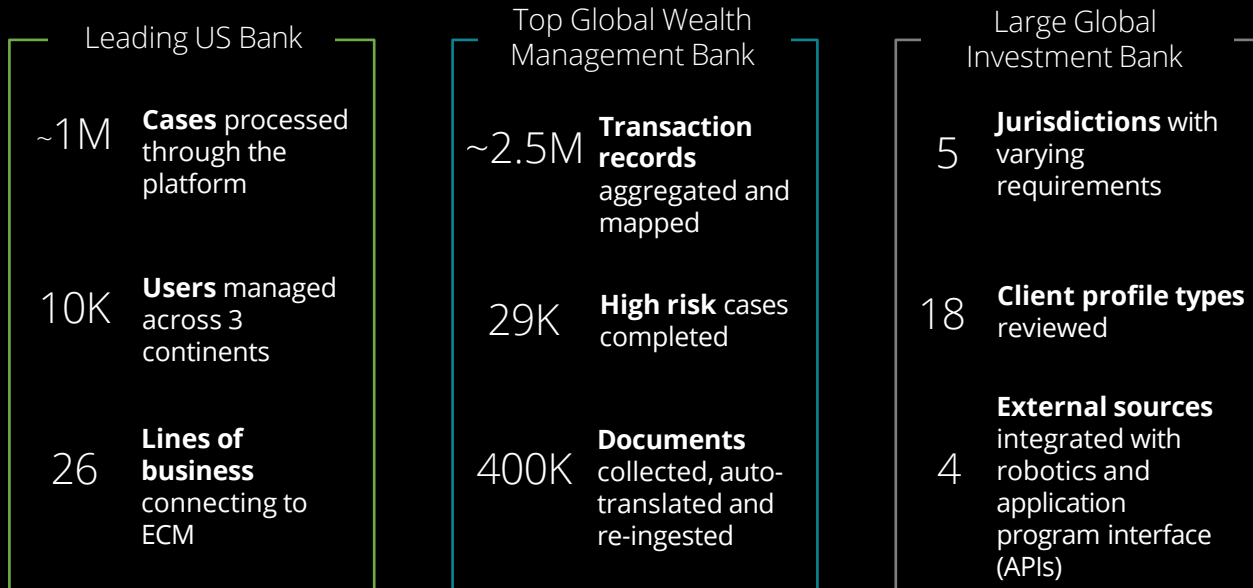 Leading US Bank
~1M
Cases processed
through the
platform
10K
Users managed
across 3
continents
26
Lines of
business
connecting to
ECM
Top Global Wealth
Management Bank
~2.5M
Transaction
records
aggregated and
mapped
29K
High risk cases
completed
400K
Documents
collected, auto-
translated and
re-ingested
Large Global
Investment Bank
5
Jurisdictions with
varying
requirements
18
Client profile types
reviewed
4
External sources
integrated with
robotics and
application
program interface
(APIs)